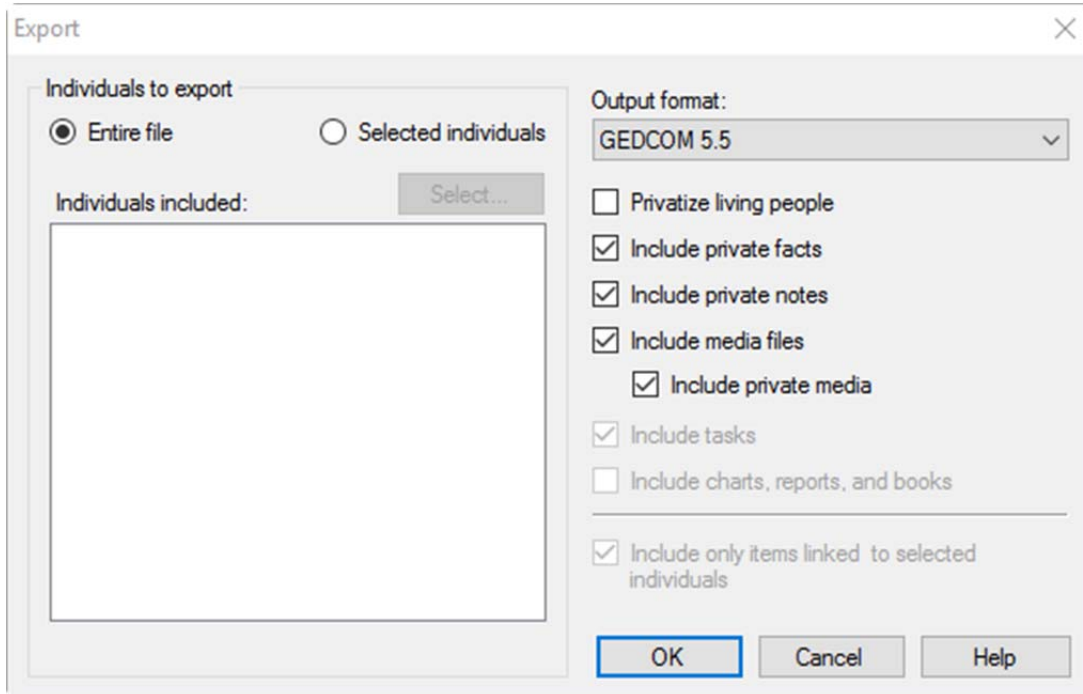 Export
Individuals to export
Entire file
Selected individuals
Individuals included:
Select...
Output format:
GEDCOM 5.5
Privatize living people
Include private facts
Include private notes
Include media files
Include private media
Include tasks
Include charts, reports, and books
Include only items linked to selected
individuals
OK
Cancel
Help